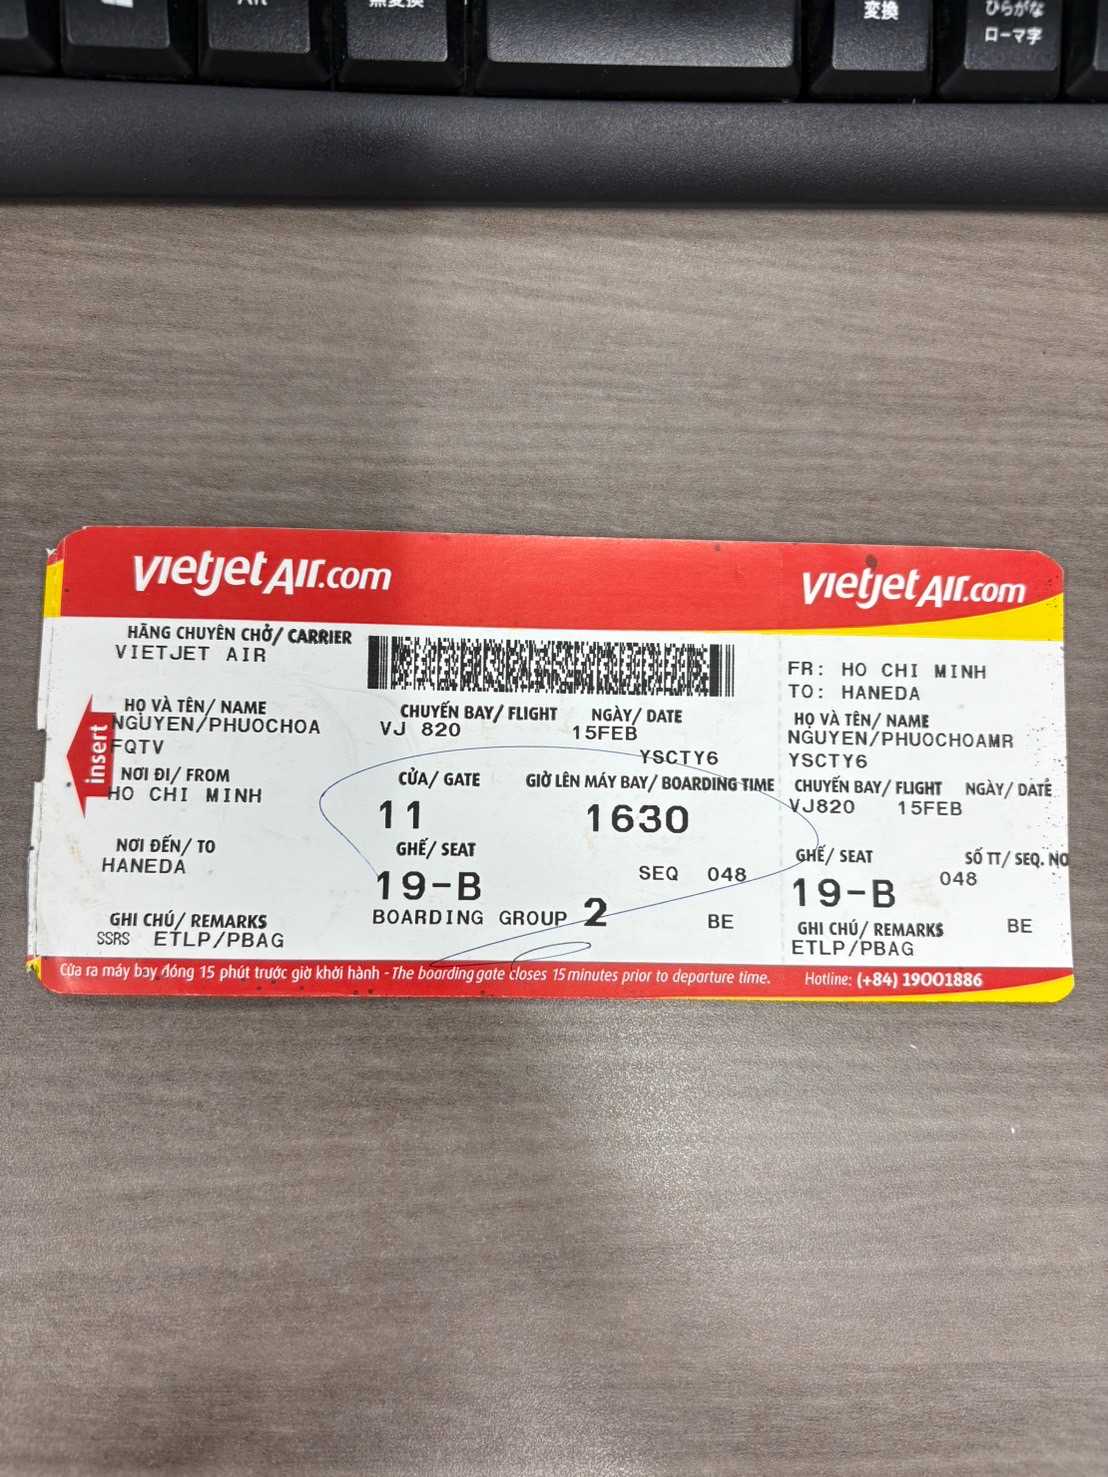 Alt
無変換
変換
ひらがな
ローマ字
vietjetAir.com
vietjetAir.com
HÃNG CHUYÊN CHỞ/ CARRIER
VIETJET AIR
HỌ VÀ TÊN/ NAME
NGUYEN/PHUOCHOA
FQTV
insert
NƠI ĐI/ FROM
HO CHI MINH
NƠI ĐẾN/ TO
HANEDA
GHI CHÚ/ REMARKS
SSRS ETLP/PBAG
CHUYẾN BAY/ FLIGHT NGÀY/ DATE
VJ 820 15FEB
YSCTY6
CỬA/ GATE GIỜ LÊN MÁY BAY/ BOARDING TIME
11 1630
GHẾ/ SEAT
19-B SEQ 048
BOARDING GROUP 2 BE
FR: HO CHI MINH
TO: HANEDA
HỌ VÀ TÊN/ NAME
NGUYEN/PHUOCHOAMR
YSCTY6
CHUYẾN BAY/ FLIGHT NGÀY/ DATE
VJ820 15FEB
GHẾ/ SEAT SỐ TT/ SEQ. NO
19-B 048
GHI CHÚ/ REMARKS BE
ETLP/PBAG
Cửa ra máy bay đóng 15 phút trước giờ khởi hành - The boarding gate closes 15 minutes prior to departure time.
Hotline: (+84) 19001886